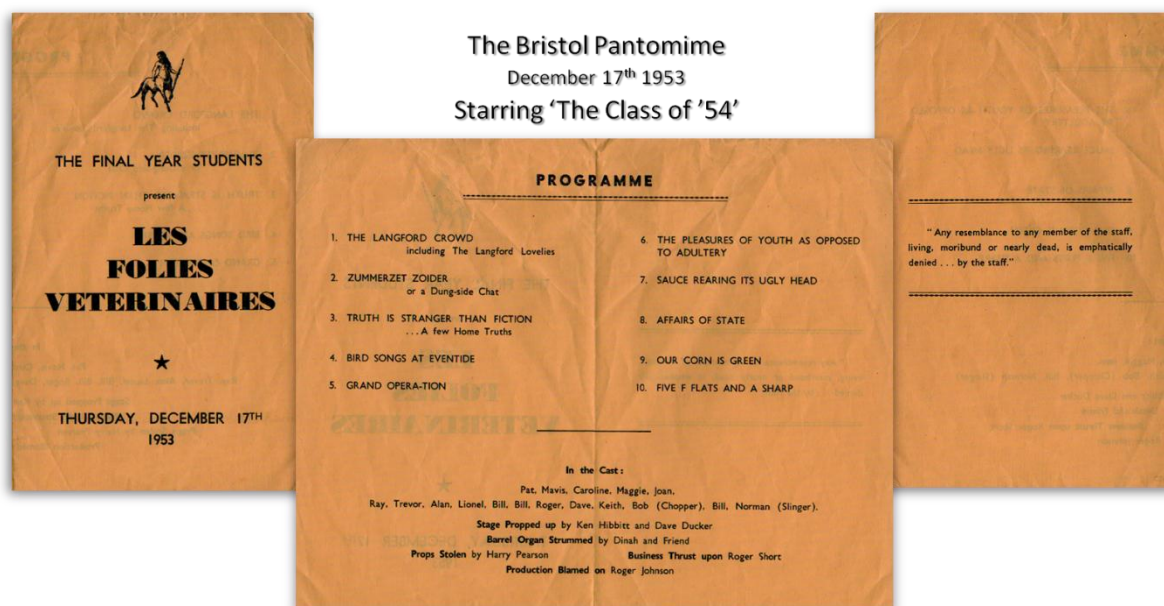 The Bristol Pantomime
December 17th 1953
Starring ‘The Class of ’54’
THE FINAL YEAR STUDENTS
present
LES
FOLIES
VETERINAIRES
THURSDAY, DECEMBER 17TH
1953
PROGRAMME
1. THE LANGFORD CROWD
including The Langford Lovelies
2. ZUMMERZET ZOIDER
or a Dung-side Chat
3. TRUTH IS STRANGER THAN FICTION
...A few Home Truths
4. BIRD SONGS AT EVENTIDE
5. GRAND OPERA-TION
6. THE PLEASURES OF YOUTH AS OPPOSED
TO ADULTERY
7. SAUCE REARING ITS UGLY HEAD
8. AFFAIRS OF STATE
9. OUR CORN IS GREEN
10. FIVE F FLATS AND A SHARP
In the Cast :
Pat, Mavis, Caroline, Maggie, Joan,
Ray, Trevor, Alan, Lionel, Bill, Bill, Roger, Dave, Keith, Bob (Chopper), Bill, Norman (Slinger).
Stage Propped up by Ken Hibbitt and Dave Ducker
Barrel Organ Strummed by Dinah and Friend
Props Stolen by Harry Pearson Business Thrust upon Roger Short
Production Blamed on Roger Johnson
" Any resemblance to any member of the staff,
living, moribund or nearly dead, is emphatically
denied . . . by the staff."